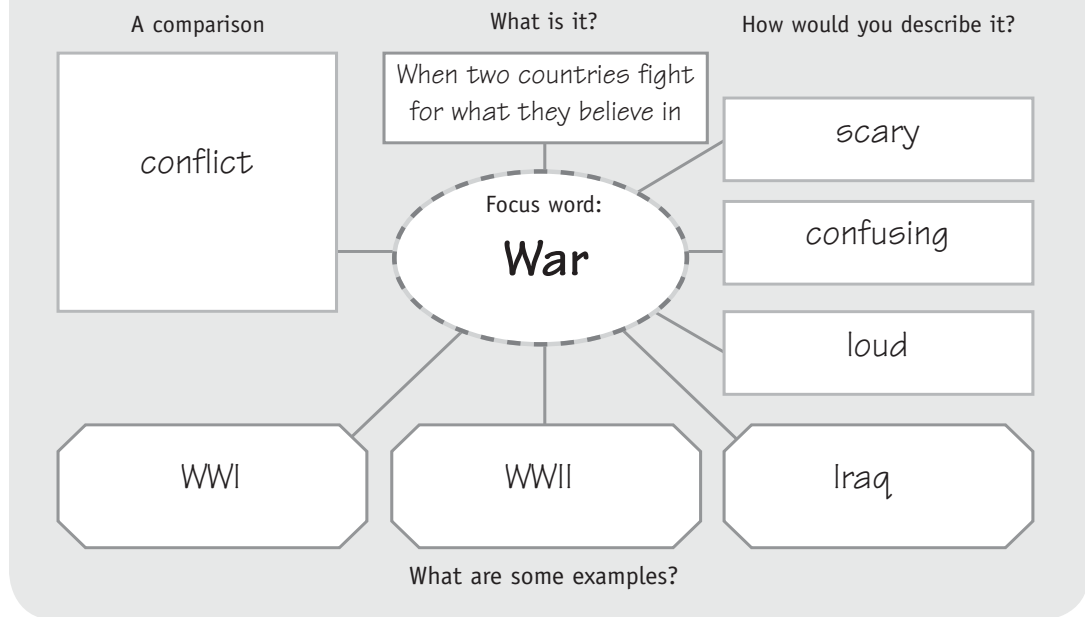 A comparison
What is it?
How would you describe it?
conflict
When two countries fight
for what they believe in
scary
confusing
loud
Focus word:
War
WWI
WWII
Iraq
What are some examples?